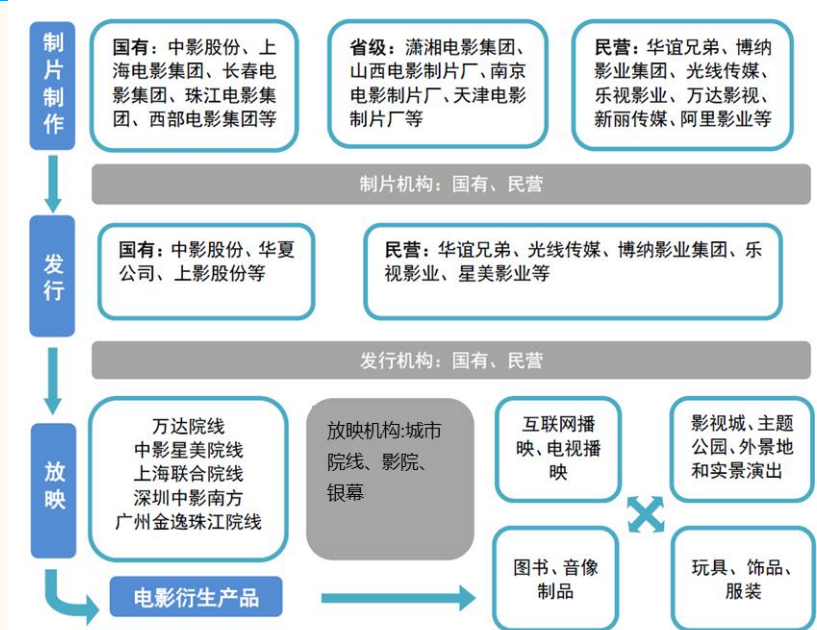 制片制作
国有：中影股份、上
海电影集团、长春电
影集团、珠江电影集
团、西部电影集团等
省级：潇湘电影集团、
山西电影制片厂、南京
电影制片厂、天津电影
制片厂等
民营：华谊兄弟、博纳
影业集团、光线传媒、
乐视影业、万达影视、
新丽传媒、阿里影业等
制片机构：国有、民营
发行
国有：中影股份、华夏
公司、上影股份等
民营：华谊兄弟、光线传媒、博纳影业集团、乐
视影业、星美影业等
发行机构：国有、民营
放映
万达院线
中影星美院线
上海联合院线
深圳中影南方
广州金逸珠江院线
放映机构:城市
院线、影院、
银幕
互联网播
映、电视播
映
影视城、主题
公园、外景地
和实景演出
电影衍生产品
图书、音像
制品
玩具、饰品、
服装